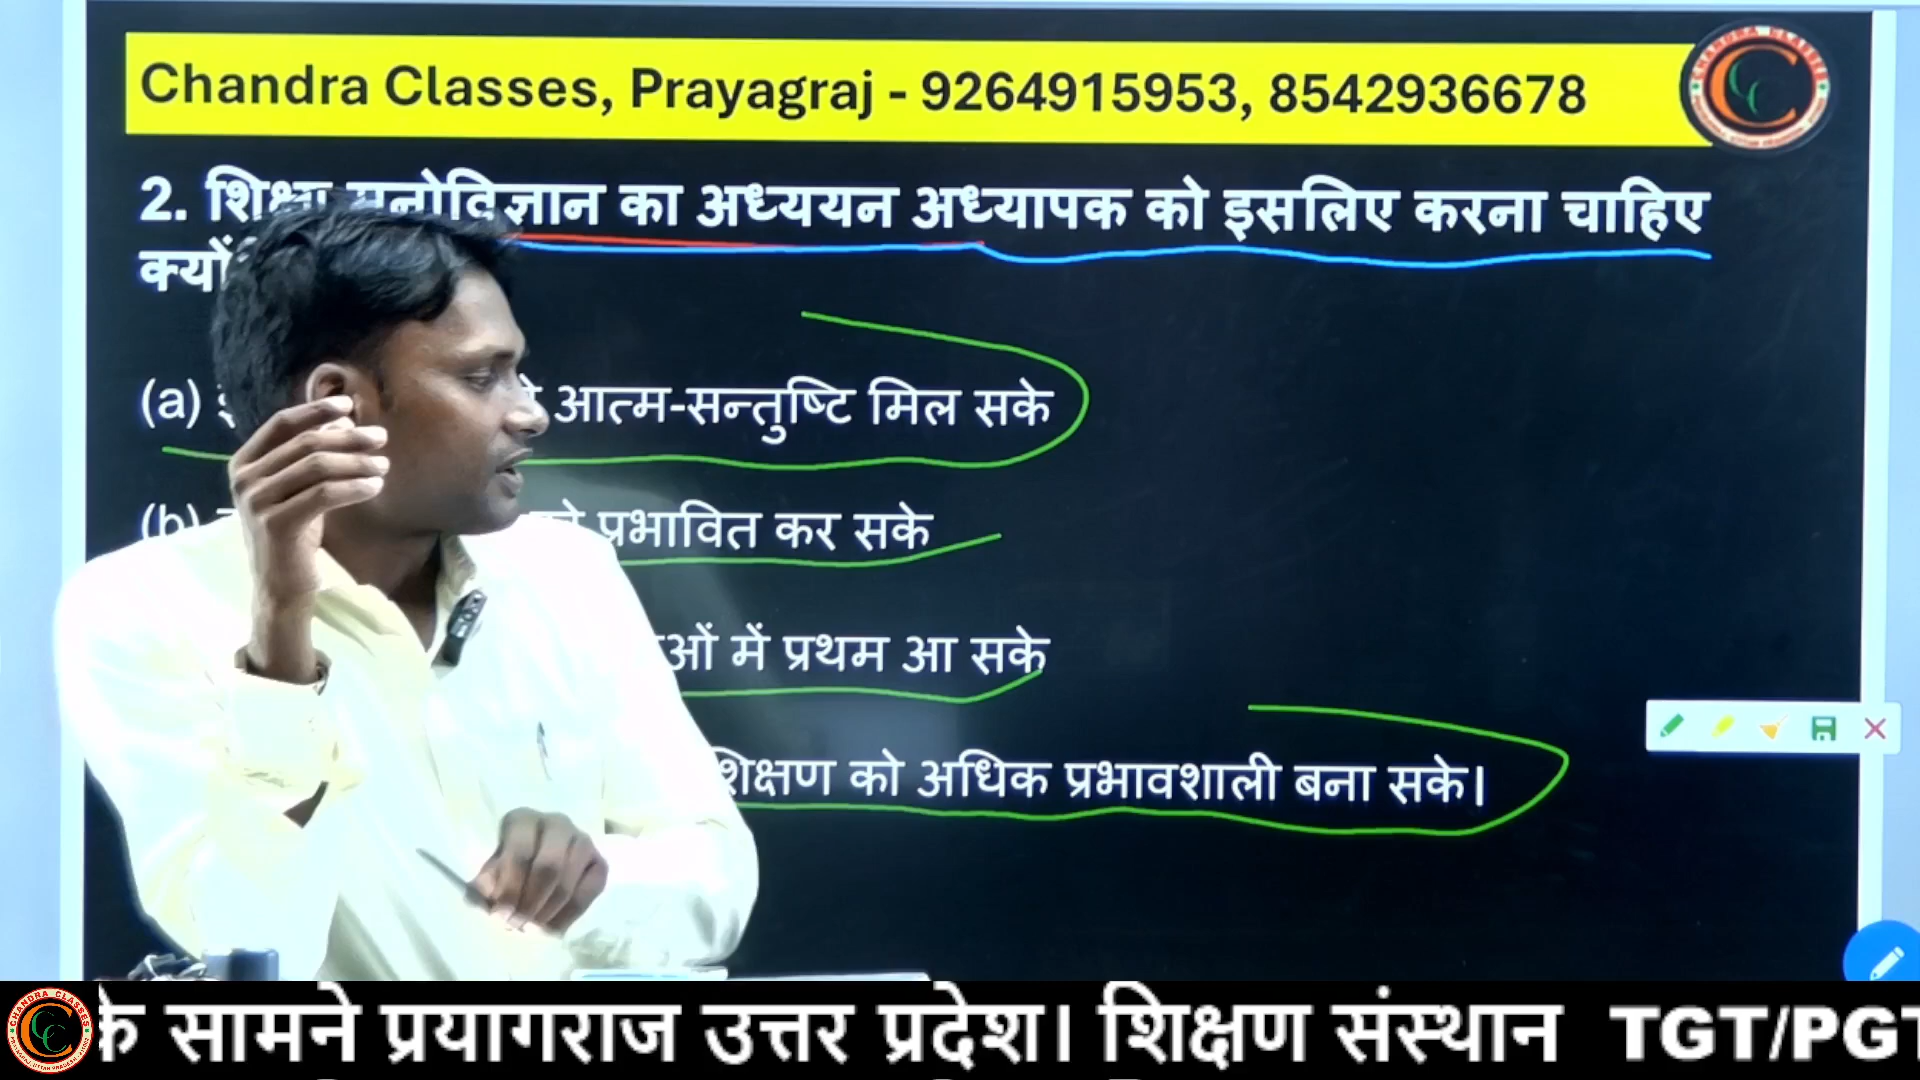 Chandra Classes, Prayagraj - 9264915953, 8542936678
2. शिक्षा मनोविज्ञान का अध्ययन अध्यापक को इसलिए करना चाहिए
(a) आत्म-सन्तुष्टि मिल सके
(b) प्रभावित कर सके
में प्रथम आ सके
शिक्षण को अधिक प्रभावशाली बना सके।
के सामने प्रयागराज उत्तर प्रदेश। शिक्षण संस्थान TGT/PGT